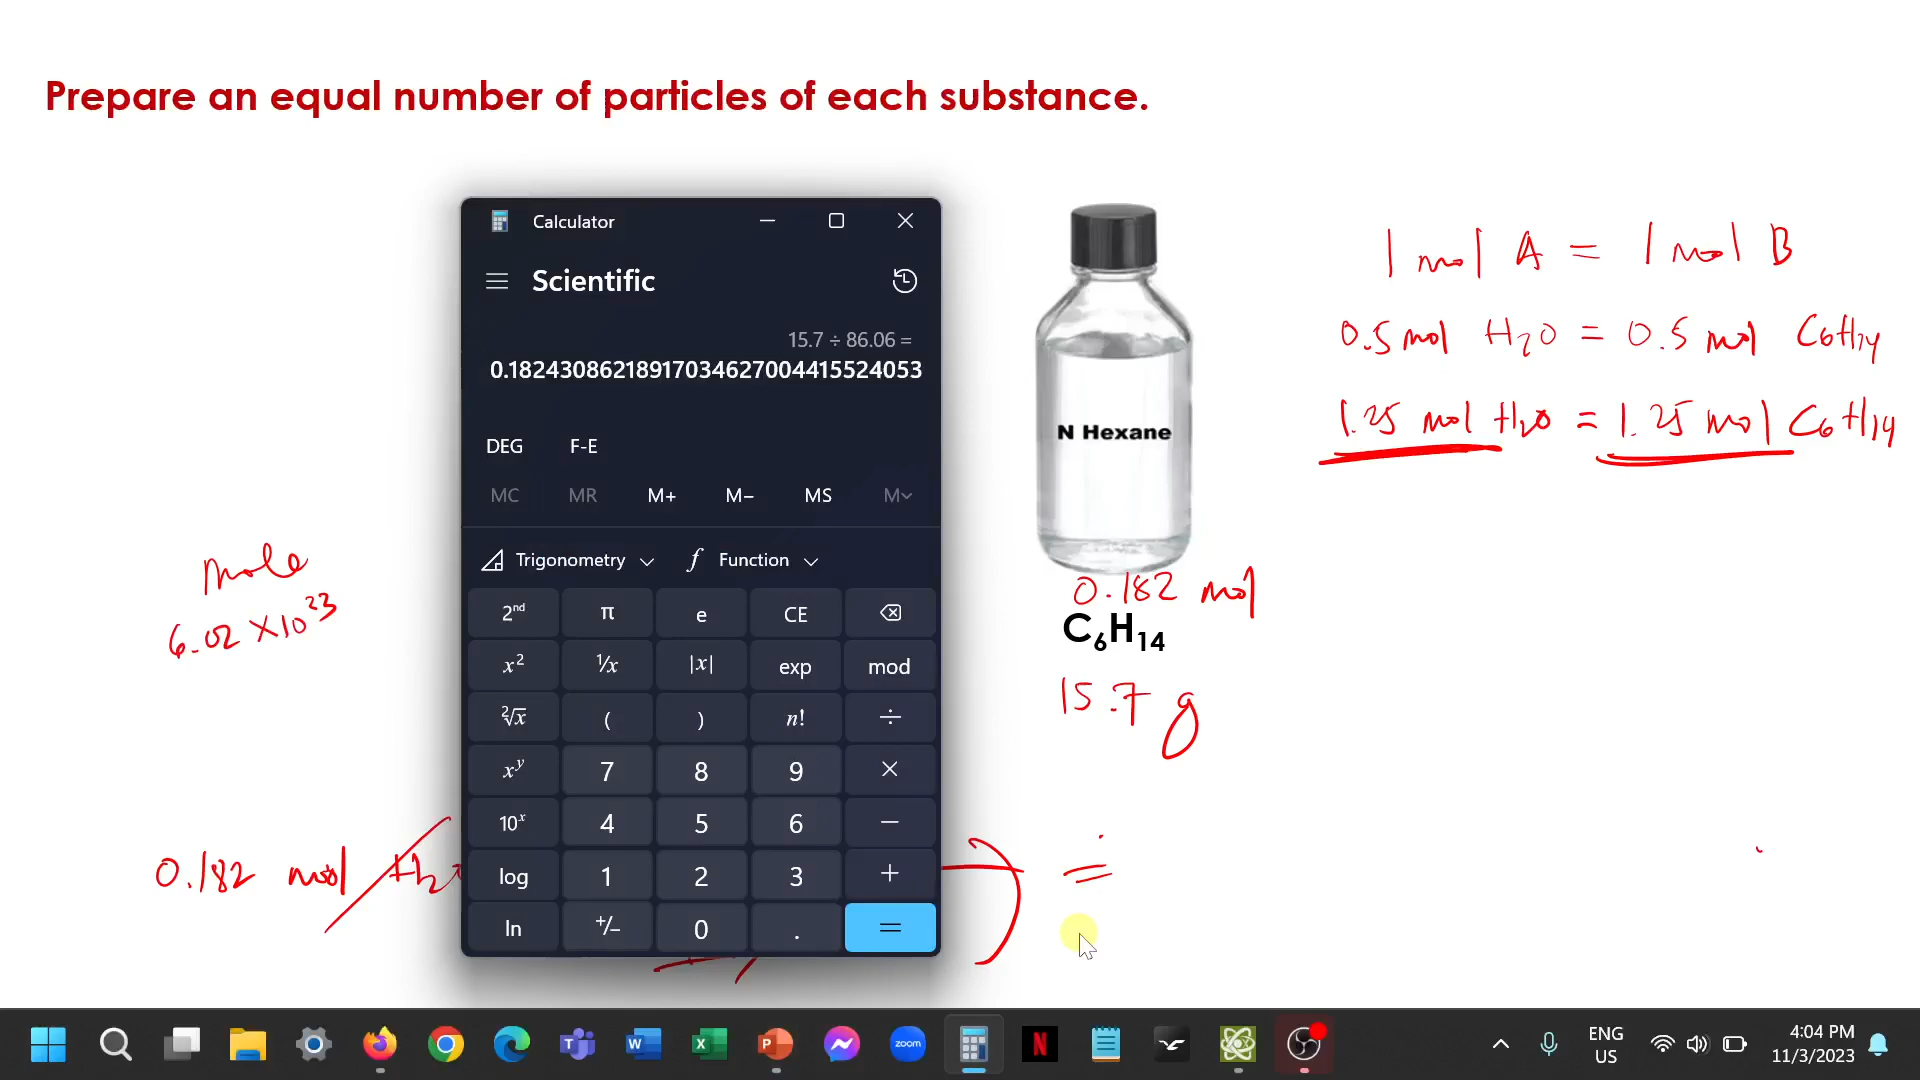 Prepare an equal number of particles of each substance.
Calculator
Scientific
15.7 ÷ 86.06 =
0.18243086218917034627004415524053
DEG F-E
MC MR M+ M− MS M
Trigonometry f Function
2nd π e CE
x² ¹/x |x| exp mod
²√x ( ) n! ÷
xʸ 7 8 9 ×
10ˣ 4 5 6 −
log 1 2 3 +
ln +/− 0 . =
N Hexane
0.182 mol
C₆H₁₄
15.7 g
1 mol A = 1 mol B
0.5 mol H₂O = 0.5 mol C₆H₁₄
1.25 mol H₂O = 1.25 mol C₆H₁₄
mole
6.02 X 10²³
0.182 mol H₂
=
W X P zoom N
ENG
US
4:04 PM
11/3/2023